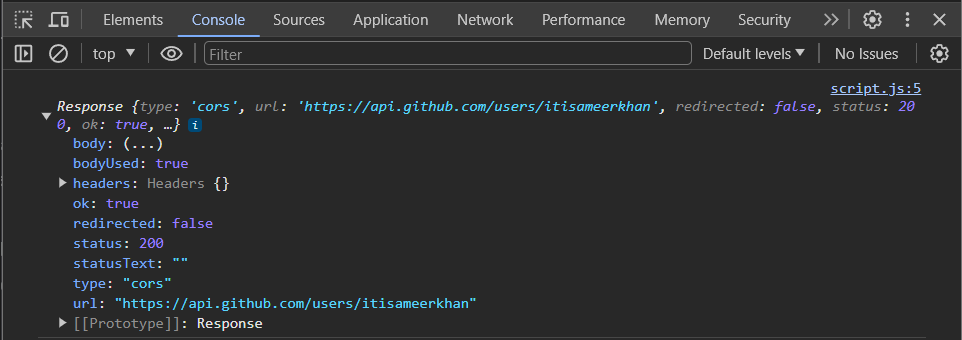 Elements Console Sources Application Network Performance Memory Security
top Filter Default levels No Issues
script.js:5
Response {type: 'cors', url: 'https://api.github.com/users/itisameerkhan', redirected: false, status: 20
0, ok: true, …} i
body: (...)
bodyUsed: true
headers: Headers {}
ok: true
redirected: false
status: 200
statusText: ""
type: "cors"
url: "https://api.github.com/users/itisameerkhan"
[[Prototype]]: Response